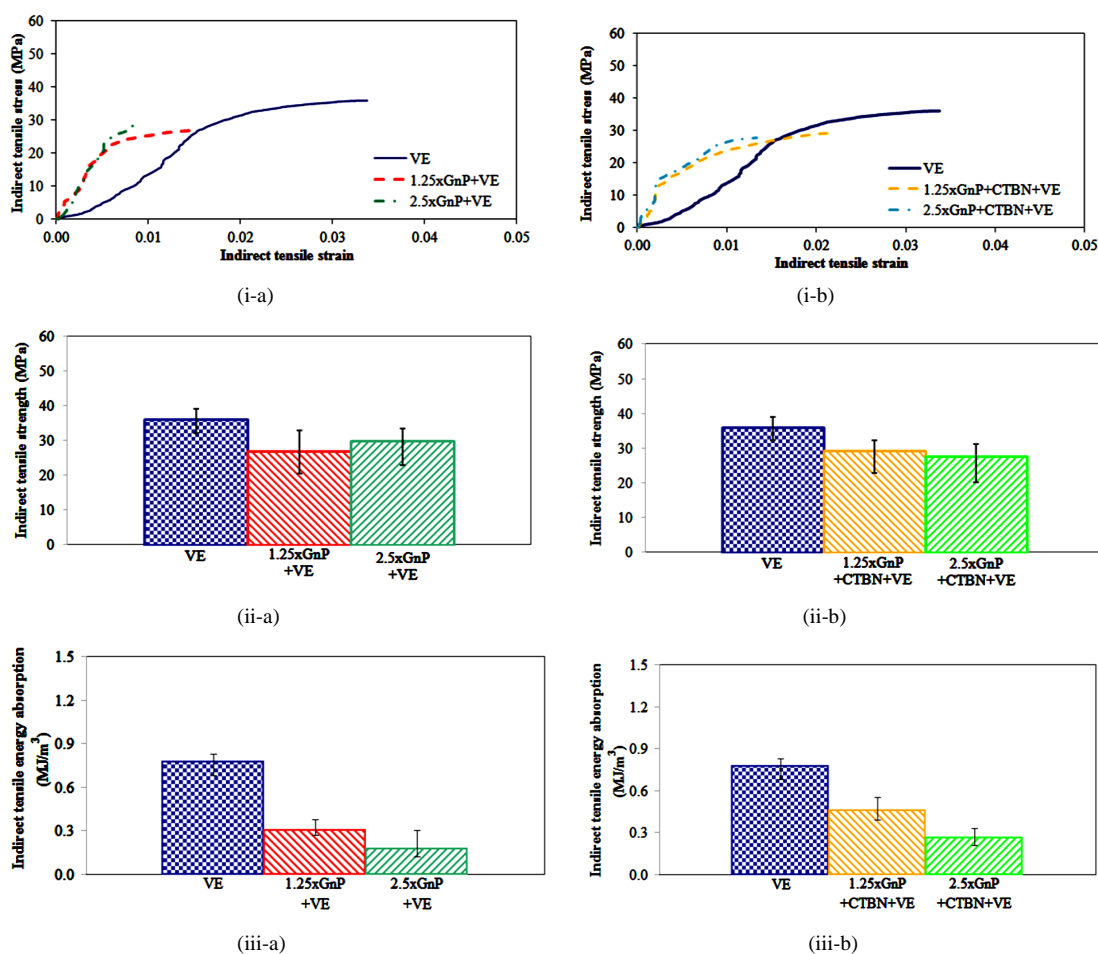 60
50
40
30
20
10
0
Indirect tensile stress (MPa)
VE
1.25xGnP+VE
2.5xGnP+VE
0.00 0.01 0.02 0.03 0.04 0.05
Indirect tensile strain
(i-a)
60
50
40
30
20
10
0
Indirect tensile stress (MPa)
VE
1.25xGnP+CTBN+VE
2.5xGnP+CTBN+VE
0.00 0.01 0.02 0.03 0.04 0.05
Indirect tensile strain
(i-b)
60
50
40
30
20
10
0
Indirect tensile strength (MPa)
VE 1.25xGnP 2.5xGnP
+VE +VE
(ii-a)
60
50
40
30
20
10
0
Indirect tensile strength (MPa)
VE 1.25xGnP 2.5xGnP
+CTBN+VE +CTBN+VE
(ii-b)
1.5
1.2
0.9
0.6
0.3
0.0
Indirect tensile energy absorption
(MJ/m³)
VE 1.25xGnP 2.5xGnP
+VE +VE
(iii-a)
1.5
1.2
0.9
0.6
0.3
0.0
Indirect tensile energy absorption
(MJ/m³)
VE 1.25xGnP 2.5xGnP
+CTBN+VE +CTBN+VE
(iii-b)